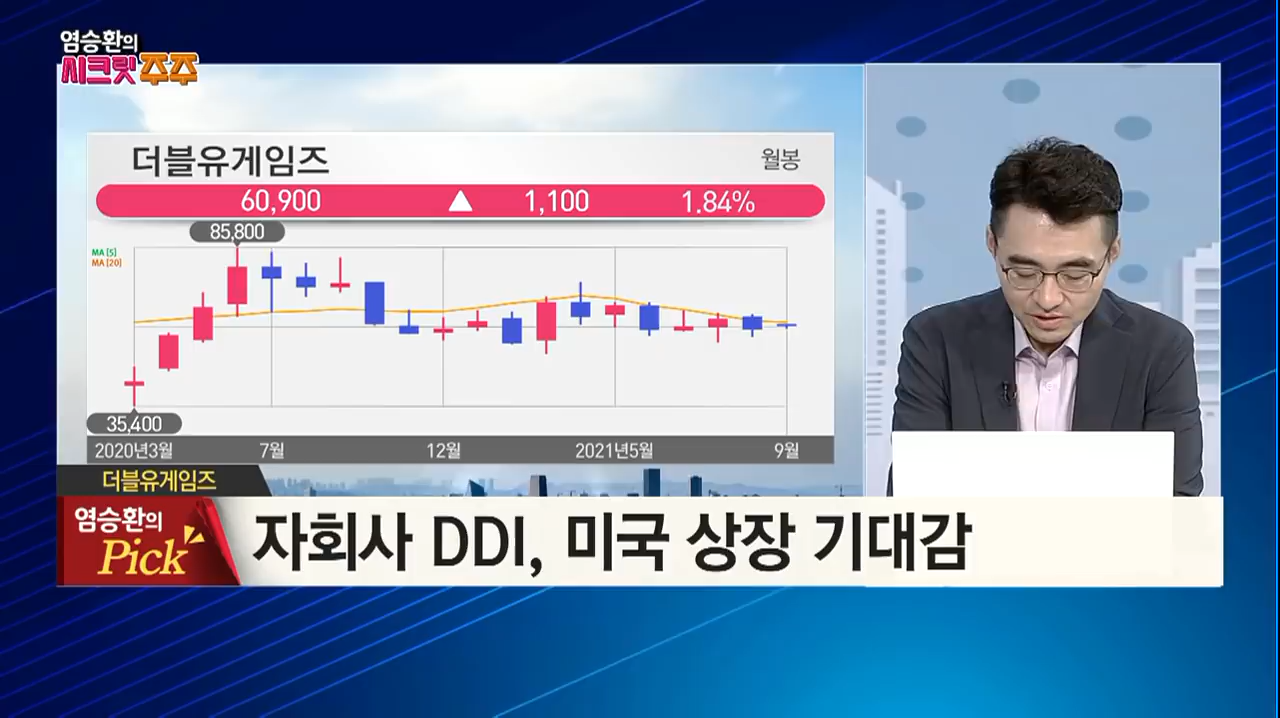 염승환의
시크릿 주주
더블유게임즈
월봉
60,900 ▲ 1,100 1.84%
85,800
MA [5]
MA [20]
35,400
2020년3월 7월 12월 2021년5월 9월
더블유게임즈
염승환의
Pick
자회사 DDI, 미국 상장 기대감